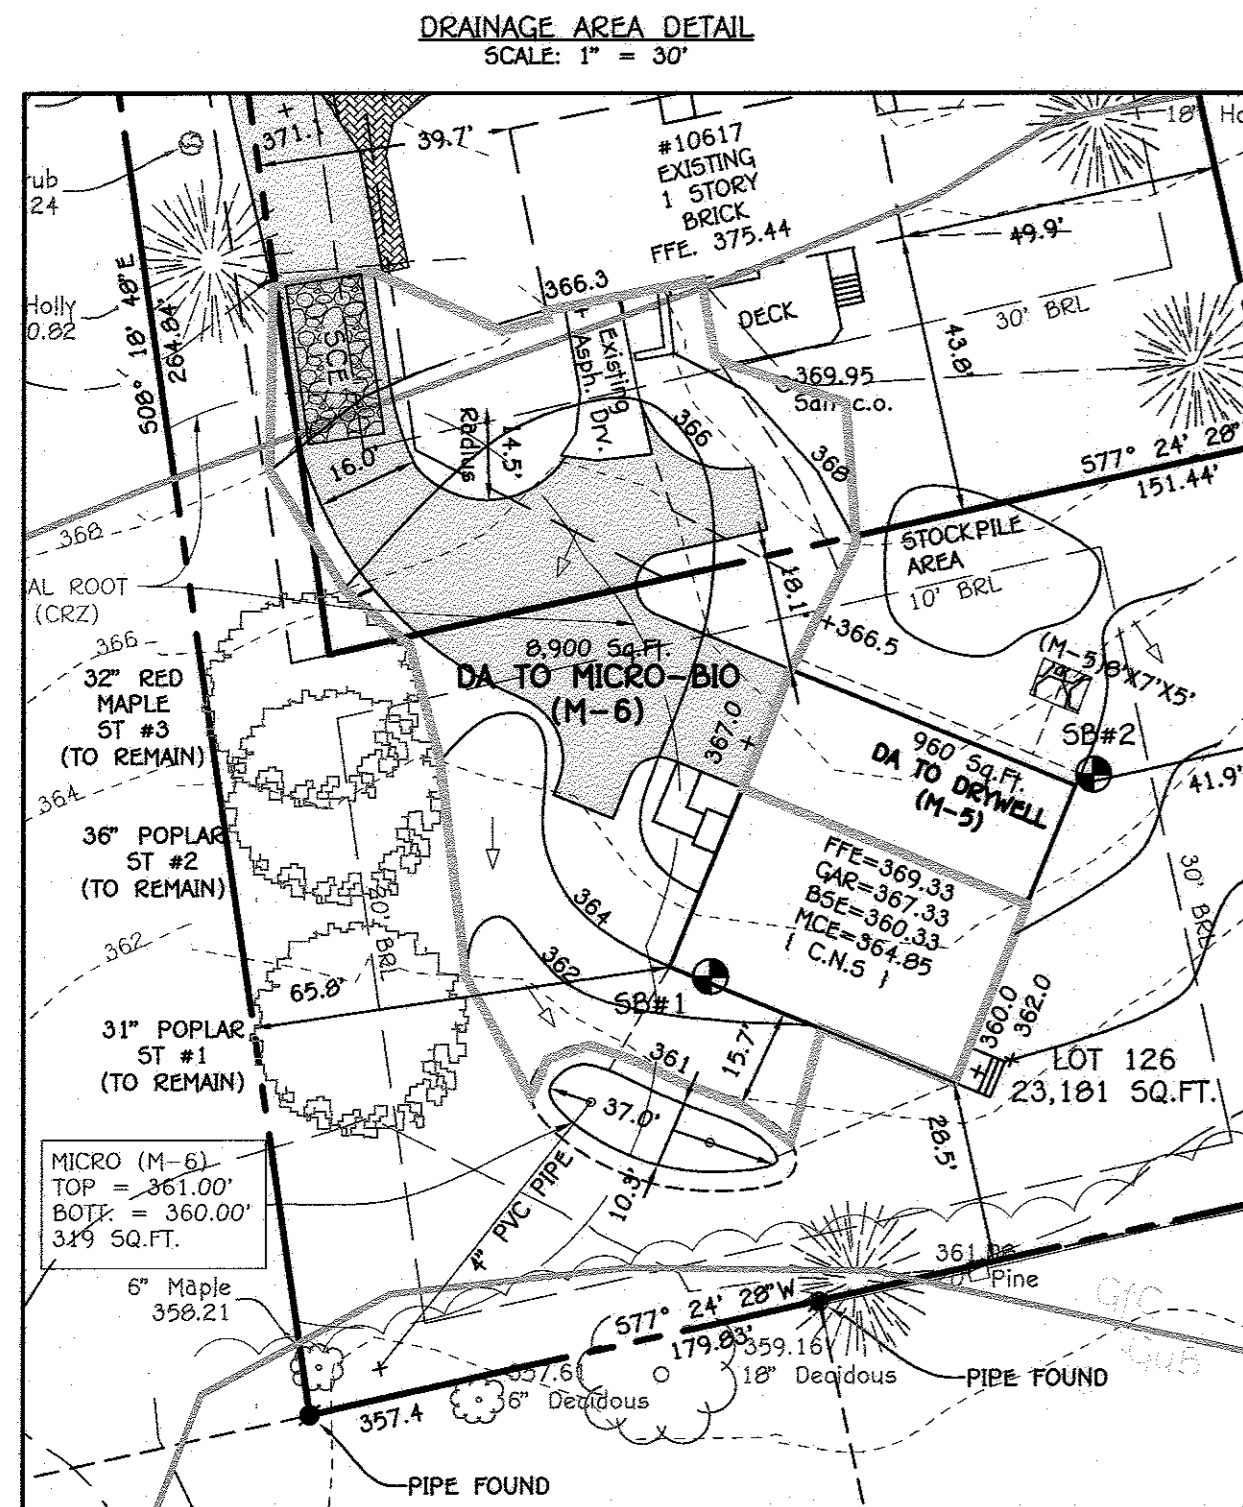 DRAINAGE AREA DETAIL
SCALE: 1" = 30'
371.1
39.7'
#10617
EXISTING
1 STORY
BRICK
FFE. 375.44
18" Ho
rub
24
Holly
0.82
508° 18' 48"E
264.84'
SCE
366.3
DECK
49.9'
30' BRL
43.8'
Existing
Asph. Drv.
369.95
San. c.o.
366
368
14.5'
Radius
16.0'
577° 24' 28"
151.44'
368
STOCKPILE
AREA
10' BRL
AL ROOT
(CRZ)
18.1'
+366.5
366
8,900 Sq.Ft.
DA TO MICRO-BIO
(M-6)
(M-5)8'X7'X5'
32" RED
MAPLE
ST #3
(TO REMAIN)
367.0
SB#2
960 Sq.Ft.
DA TO DRYWELL
(M-5)
41.9'
364
36" POPLAR
ST #2
(TO REMAIN)
FFE=369.33
GAR=367.33
BSE=360.33
MCE=364.85
{ C.N.S }
30' BRL
364
362
BRL
362
65.8'
SB#1
31" POPLAR
ST #1
(TO REMAIN)
360.0
362.0
361
15.7'
LOT 126
23,181 SQ.FT.
37.0'
28.5'
MICRO (M-6)
TOP = 361.00'
BOTT. = 360.00'
319 SQ.FT.
10.3'
4" PVC PIPE
6" Maple
358.21
Pine
577° 24' 28"W
179.83'
359.16
18" Decidous
6" Decidous
357.4
PIPE FOUND
PIPE FOUND